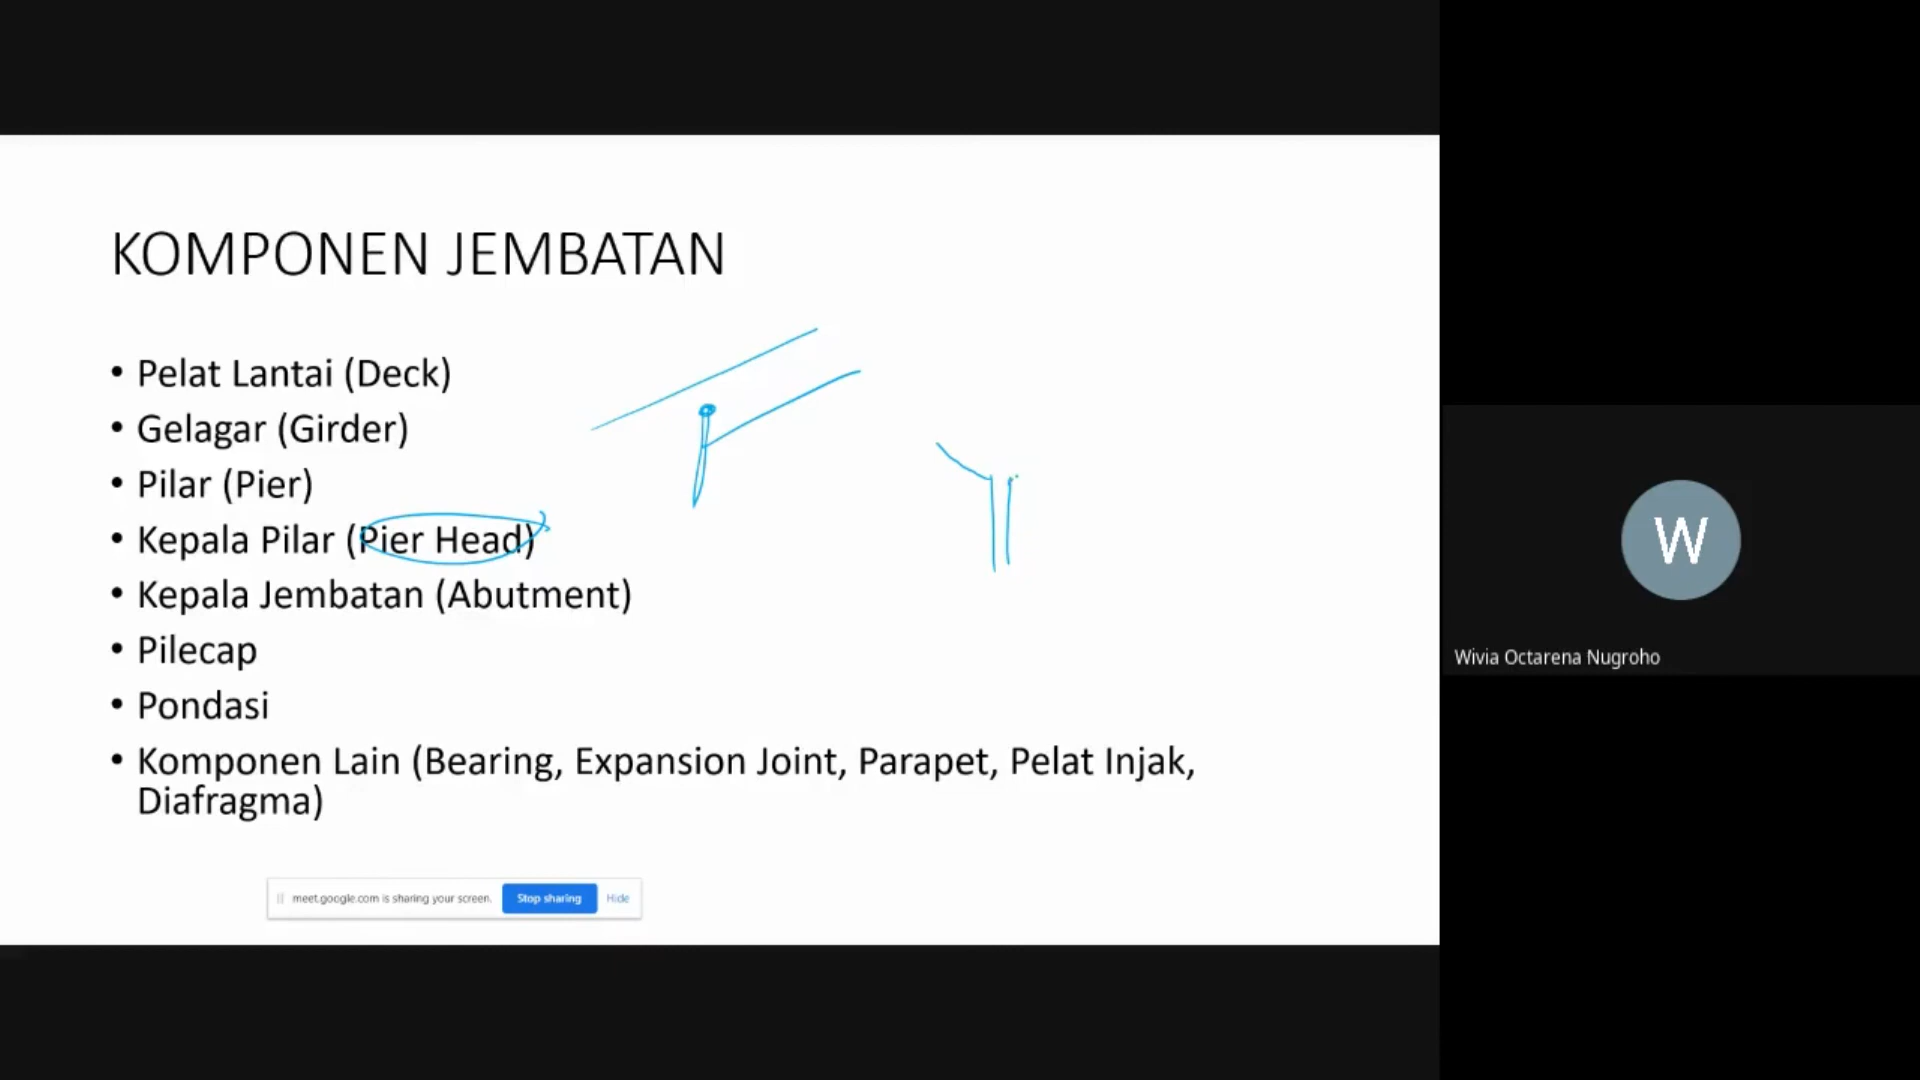 KOMPONEN JEMBATAN
• Pelat Lantai (Deck)
• Gelagar (Girder)
• Pilar (Pier)
• Kepala Pilar (Pier Head)
• Kepala Jembatan (Abutment)
• Pilecap
• Pondasi
• Komponen Lain (Bearing, Expansion Joint, Parapet, Pelat Injak,
Diafragma)
meet.google.com is sharing your screen. Stop sharing Hide
W
Wivia Octarena Nugroho